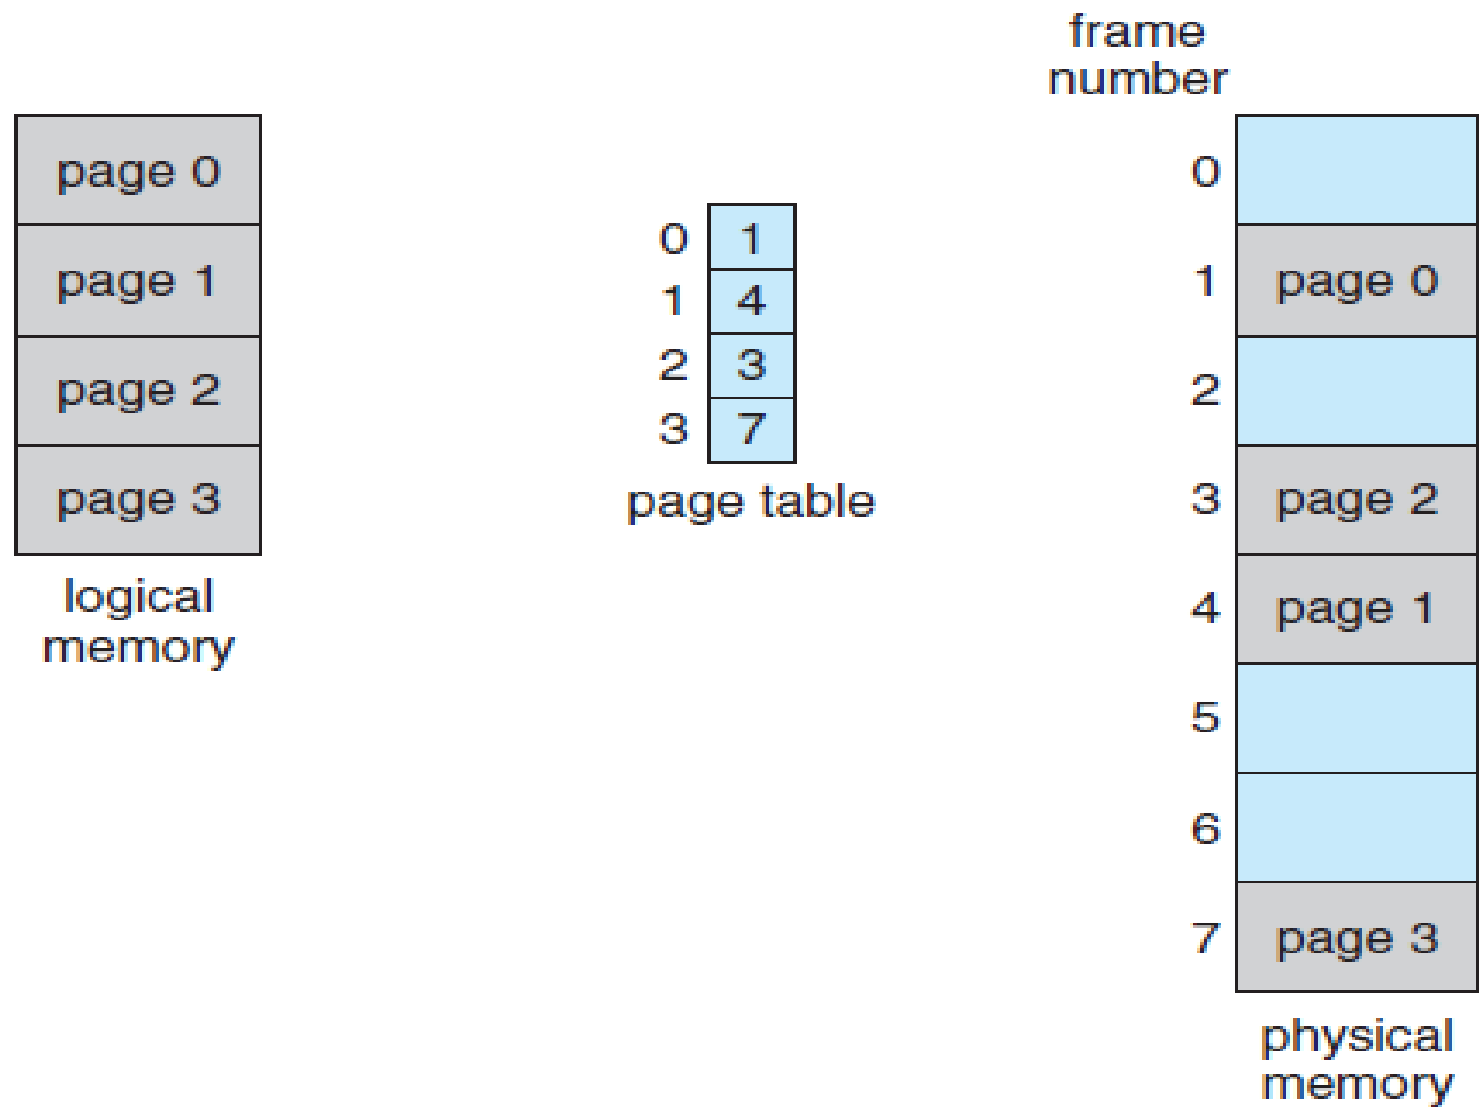 page 0
page 1
page 2
page 3
logical
memory
0 1
1 4
2 3
3 7
page table
frame
number
0
1 page 0
2
3 page 2
4 page 1
5
6
7 page 3
physical
memory